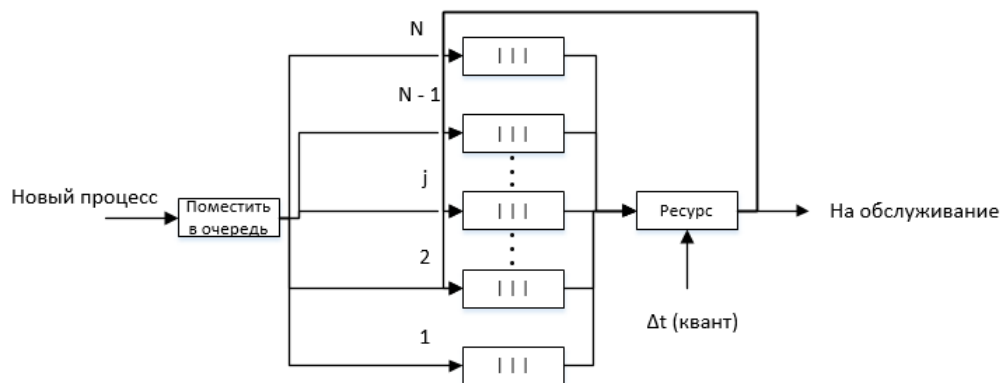 N
| | |
N - 1
| | |
j
| | |
Новый процесс
Поместить
в очередь
Ресурс
На обслуживание
2
| | |
Δt (квант)
1
| | |